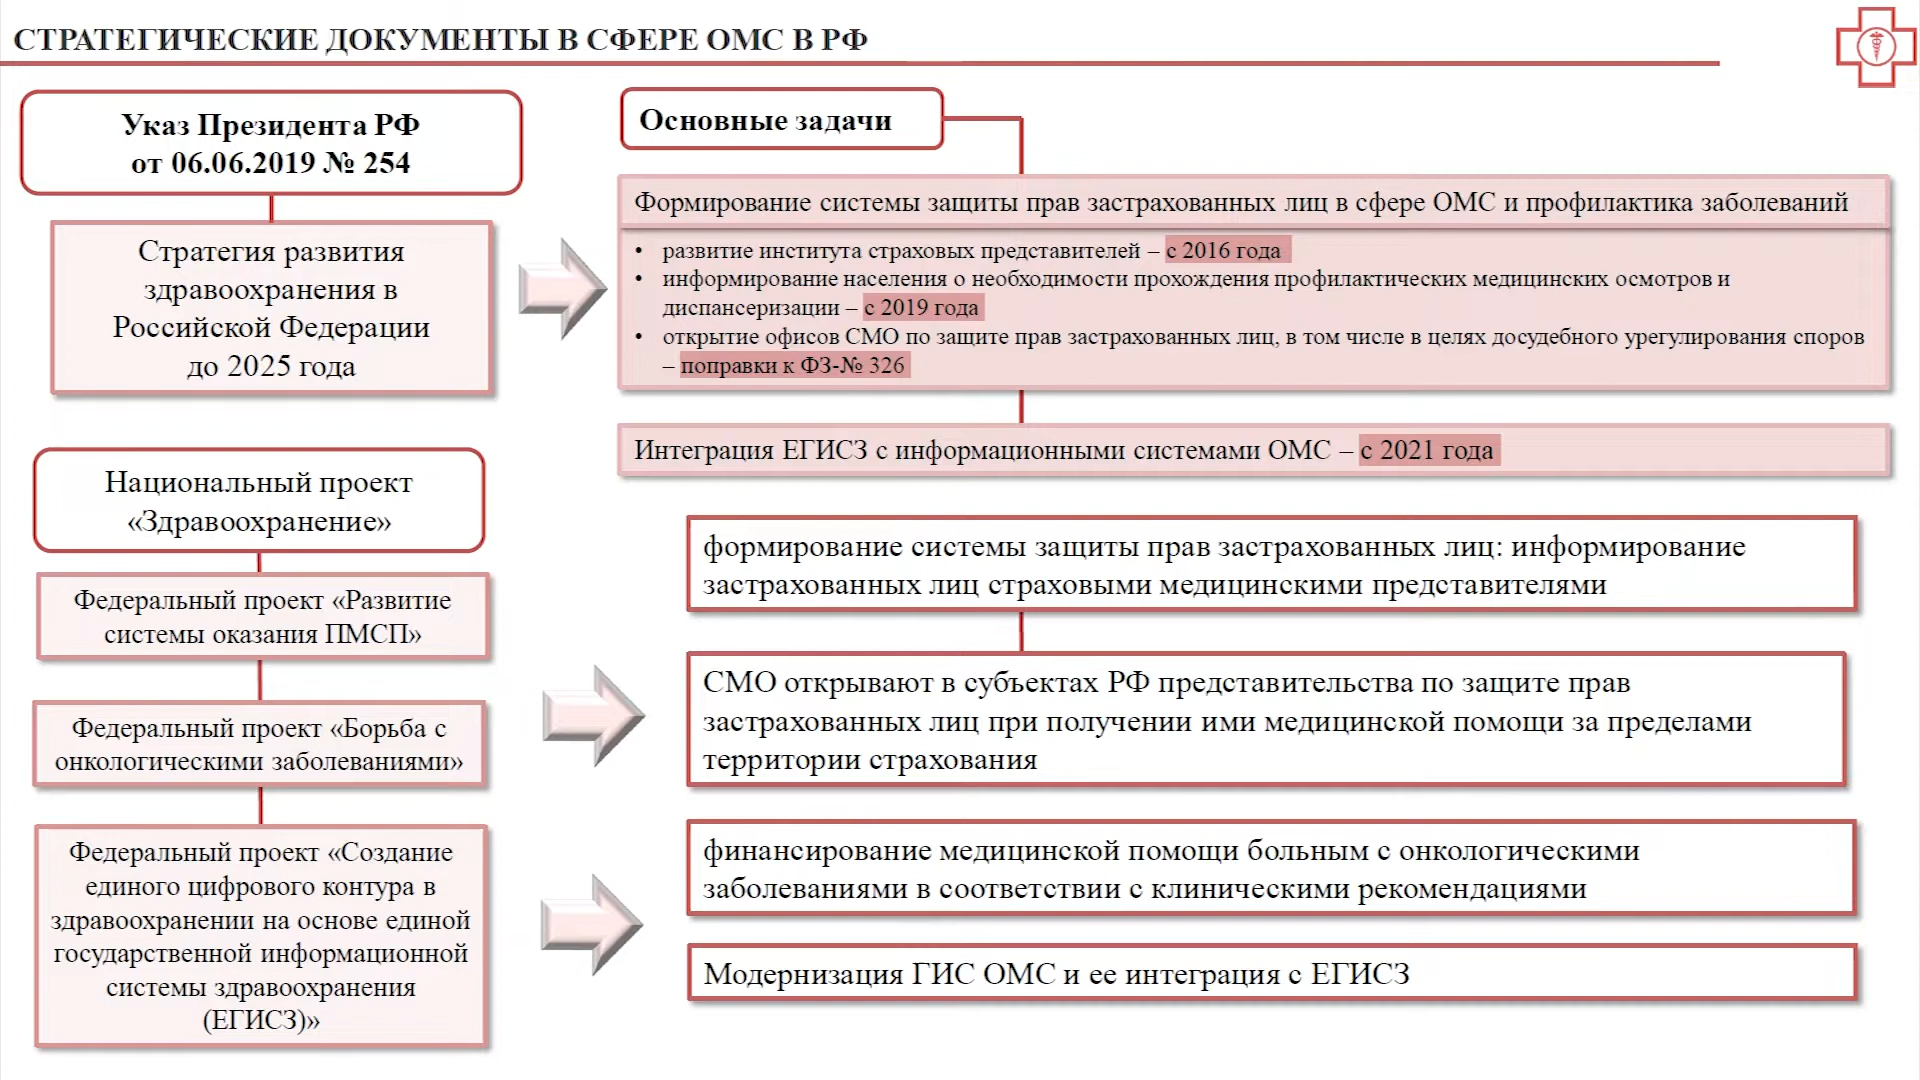 СТРАТЕГИЧЕСКИЕ ДОКУМЕНТЫ В СФЕРЕ ОМС В РФ
Указ Президента РФ
от 06.06.2019 № 254
Стратегия развития
здравоохранения в
Российской Федерации
до 2025 года
Основные задачи
Формирование системы защиты прав застрахованных лиц в сфере ОМС и профилактика заболеваний
• развитие института страховых представителей – с 2016 года
• информирование населения о необходимости прохождения профилактических медицинских осмотров и
диспансеризации – с 2019 года
• открытие офисов СМО по защите прав застрахованных лиц, в том числе в целях досудебного урегулирования споров
– поправки к ФЗ-№ 326
Интеграция ЕГИСЗ с информационными системами ОМС – с 2021 года
Национальный проект
«Здравоохранение»
Федеральный проект «Развитие
системы оказания ПМСП»
Федеральный проект «Борьба с
онкологическими заболеваниями»
Федеральный проект «Создание
единого цифрового контура в
здравоохранении на основе единой
государственной информационной
системы здравоохранения
(ЕГИСЗ)»
формирование системы защиты прав застрахованных лиц: информирование
застрахованных лиц страховыми медицинскими представителями
СМО открывают в субъектах РФ представительства по защите прав
застрахованных лиц при получении ими медицинской помощи за пределами
территории страхования
финансирование медицинской помощи больным с онкологическими
заболеваниями в соответствии с клиническими рекомендациями
Модернизация ГИС ОМС и ее интеграция с ЕГИСЗ